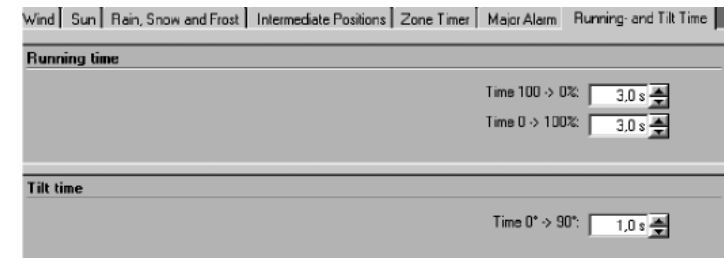 Wind Sun Rain, Snow and Frost Intermediate Positions Zone Timer Major Alarm Running- and Tilt Time
Running time
Time 100 -> 0%: 3,0 s
Time 0 -> 100%: 3,0 s
Tilt time
Time 0° -> 90°: 1,0 s